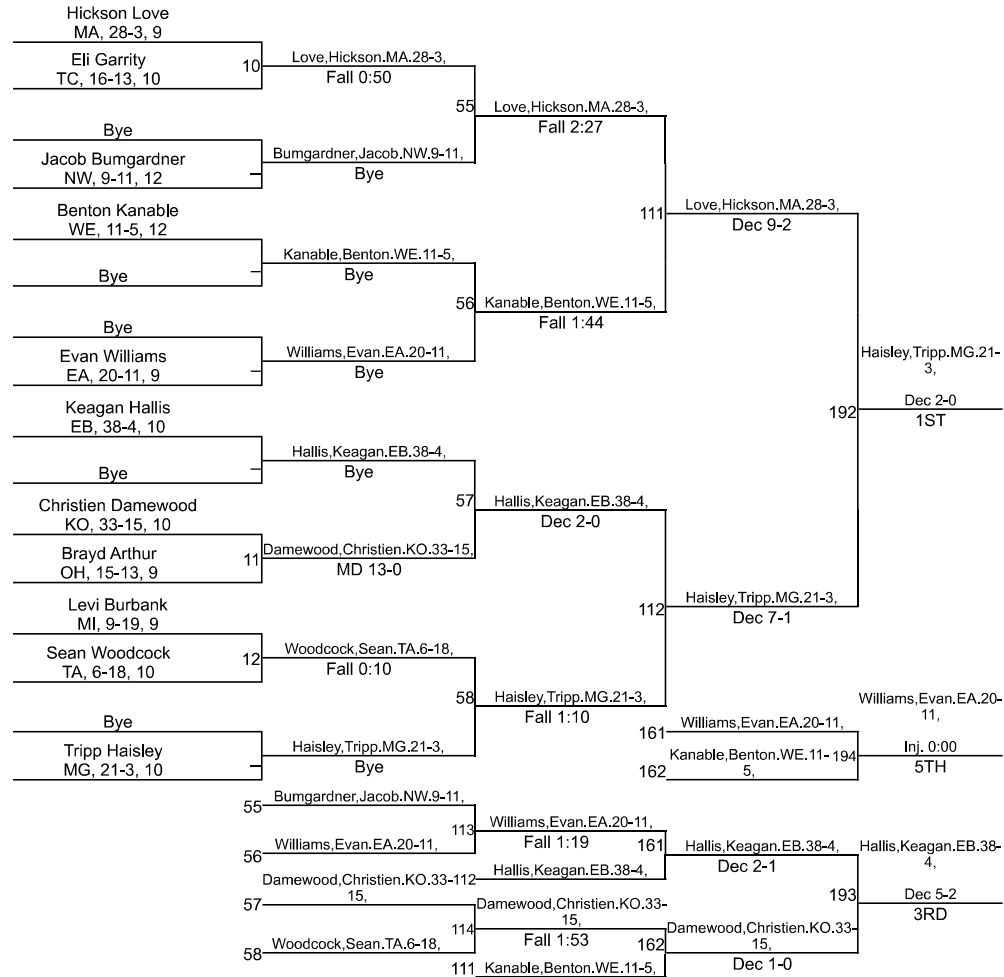 Hickson Love
MA, 28-3, 9
Eli Garrity
TC, 16-13, 10
10
Love,Hickson.MA.28-3,
Fall 0:50
55
Love,Hickson.MA.28-3,
Fall 2:27
Bye
Jacob Bumgardner
NW, 9-11, 12
Bumgardner,Jacob.NW.9-11,
Bye
Benton Kanable
WE, 11-5, 12
111
Love,Hickson.MA.28-3,
Dec 9-2
Bye
Kanable,Benton.WE.11-5,
Bye
56
Kanable,Benton.WE.11-5,
Fall 1:44
Bye
Evan Williams
EA, 20-11, 9
Williams,Evan.EA.20-11,
Bye
192
Haisley,Tripp.MG.21-
3,
Dec 2-0
1ST
Keagan Hallis
EB, 38-4, 10
Bye
Hallis,Keagan.EB.38-4,
Bye
57
Hallis,Keagan.EB.38-4,
Dec 2-0
Christien Damewood
KO, 33-15, 10
Brayd Arthur
OH, 15-13, 9
11
Damewood,Christien.KO.33-15,
MD 13-0
112
Haisley,Tripp.MG.21-3,
Dec 7-1
Levi Burbank
MI, 9-19, 9
Sean Woodcock
TA, 6-18, 10
12
Woodcock,Sean.TA.6-18,
Fall 0:10
58
Haisley,Tripp.MG.21-3,
Fall 1:10
Bye
Tripp Haisley
MG, 21-3, 10
Haisley,Tripp.MG.21-3,
Bye
161
Williams,Evan.EA.20-11,
162
Kanable,Benton.WE.11-
5,
194
Williams,Evan.EA.20-
11,
Inj. 0:00
5TH
55
Bumgardner,Jacob.NW.9-11,
56
Williams,Evan.EA.20-11,
113
Williams,Evan.EA.20-11,
Fall 1:19
112
Hallis,Keagan.EB.38-4,
161
Hallis,Keagan.EB.38-4,
Dec 2-1
57
Damewood,Christien.KO.33-
15,
58
Woodcock,Sean.TA.6-18,
114
Damewood,Christien.KO.33-
15,
Fall 1:53
111
Kanable,Benton.WE.11-5,
162
Damewood,Christien.KO.33-
15,
Dec 1-0
193
Hallis,Keagan.EB.38-
4,
Dec 5-2
3RD